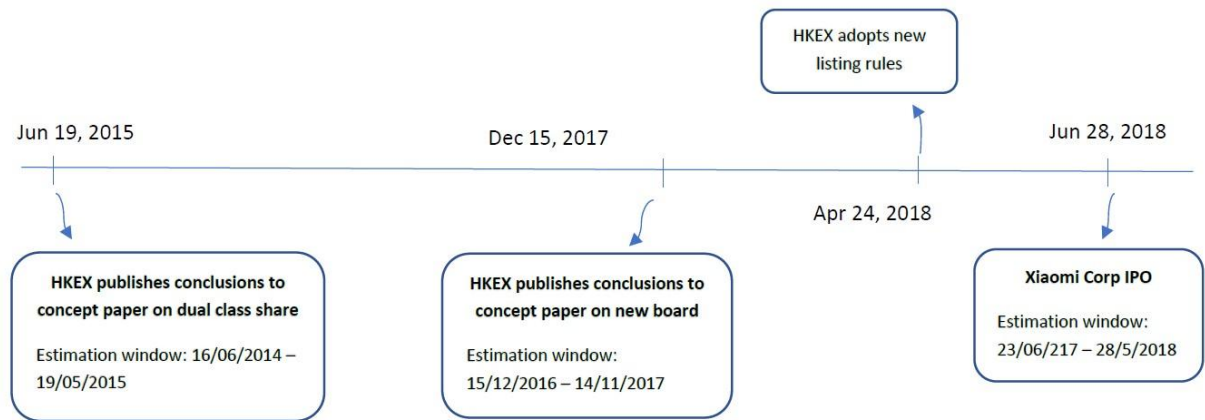 HKEX adopts new
listing rules
Jun 19, 2015
Dec 15, 2017
Jun 28, 2018
Apr 24, 2018
HKEX publishes conclusions to
concept paper on dual class share
Estimation window: 16/06/2014 –
19/05/2015
HKEX publishes conclusions to
concept paper on new board
Estimation window:
15/12/2016 – 14/11/2017
Xiaomi Corp IPO
Estimation window:
23/06/217 – 28/5/2018